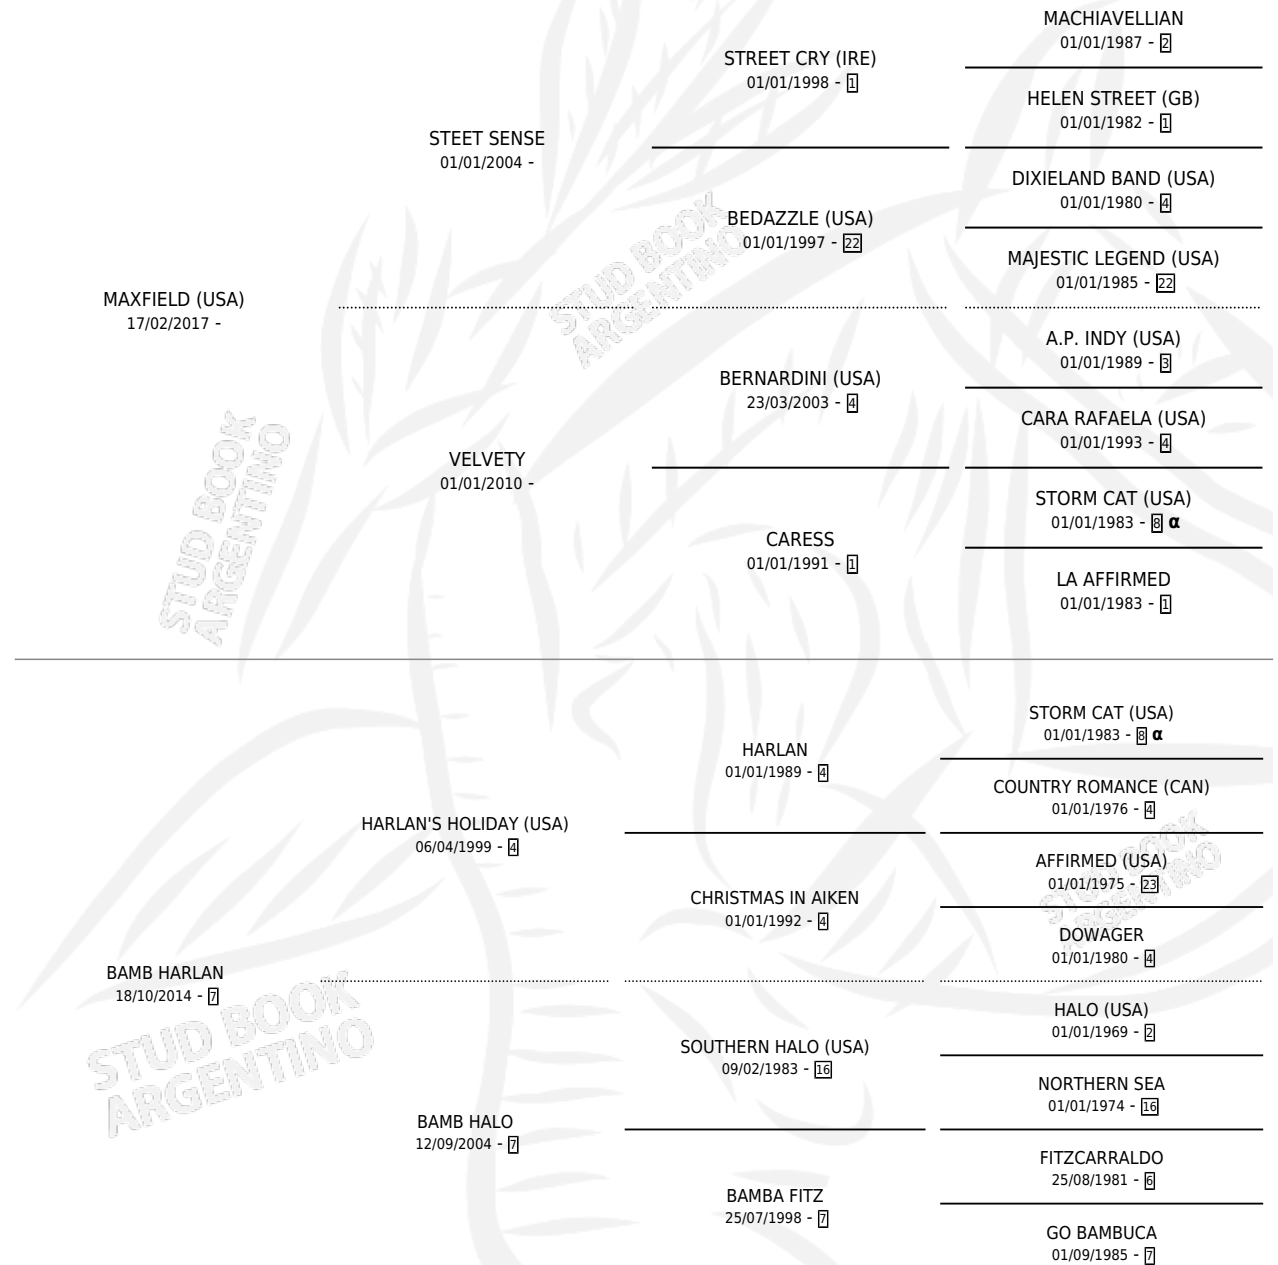 MACHIAVELLIAN
01/01/1987 - 2
STREET CRY (IRE)
01/01/1998 - 1
HELEN STREET (GB)
01/01/1982 - 1
STEET SENSE
01/01/2004 -
DIXIELAND BAND (USA)
01/01/1980 - 4
BEDAZZLE (USA)
01/01/1997 - 22
MAJESTIC LEGEND (USA)
01/01/1985 - 22
MAXFIELD (USA)
17/02/2017 -
A.P. INDY (USA)
01/01/1989 - 3
BERNARDINI (USA)
23/03/2003 - 4
CARA RAFAELA (USA)
01/01/1993 - 4
VELVETY
01/01/2010 -
STORM CAT (USA)
01/01/1983 - 8 α
CARESS
01/01/1991 - 1
LA AFFIRMED
01/01/1983 - 1
STORM CAT (USA)
01/01/1983 - 8 α
HARLAN
01/01/1989 - 4
COUNTRY ROMANCE (CAN)
01/01/1976 - 4
HARLAN'S HOLIDAY (USA)
06/04/1999 - 4
AFFIRMED (USA)
01/01/1975 - 23
CHRISTMAS IN AIKEN
01/01/1992 - 4
DOWAGER
01/01/1980 - 4
BAMB HARLAN
18/10/2014 - 7
HALO (USA)
01/01/1969 - 2
SOUTHERN HALO (USA)
09/02/1983 - 16
NORTHERN SEA
01/01/1974 - 16
BAMB HALO
12/09/2004 - 7
FITZCARRALDO
25/08/1981 - 6
BAMBA FITZ
25/07/1998 - 7
GO BAMBUCA
01/09/1985 - 7
STUD BOOK
ARGENTINO
STUD BOOK
ARGENTINO
STUD BOOK
ARGENTINO
STUD BOOK
ARGENTINO